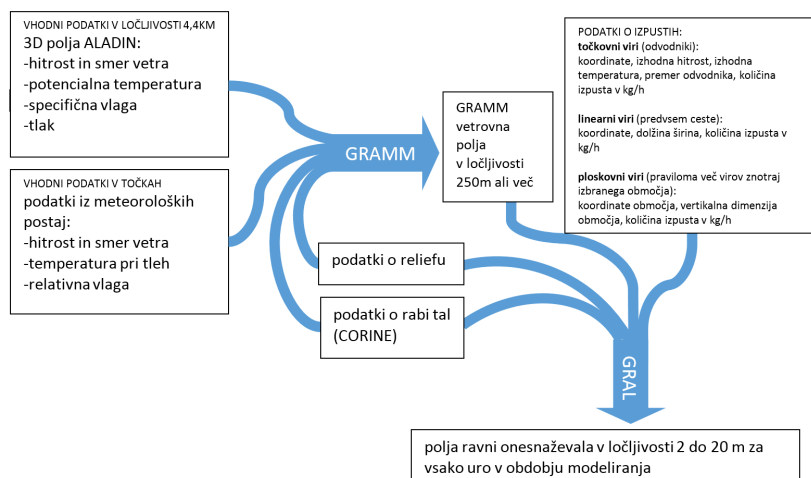 VHODNI PODATKI V LOČLJIVOSTI 4,4KM
3D polja ALADIN:
-hitrost in smer vetra
-potencialna temperatura
-specifična vlaga
-tlak
VHODNI PODATKI V TOČKAH
podatki iz meteoroloških
postaj:
-hitrost in smer vetra
-temperatura pri tleh
-relativna vlaga
GRAMM
GRAMM
vetrovna
polja
v ločljivosti
250m ali več
podatki o reliefu
podatki o rabi tal
(CORINE)
PODATKI O IZPUSTIH:
točkovni viri (odvodniki):
koordinate, izhodna hitrost, izhodna
temperatura, premer odvodnika, količina
izpusta v kg/h
linearni viri (predvsem ceste):
koordinate, dolžina širina, količina izpusta v
kg/h
ploskovni viri (praviloma več virov znotraj
izbranega območja):
koordinate območja, vertikalna dimenzija
območja, količina izpusta v kg/h
GRAL
polja ravni onesnaževala v ločljivosti 2 do 20 m za
vsako uro v obdobju modeliranja